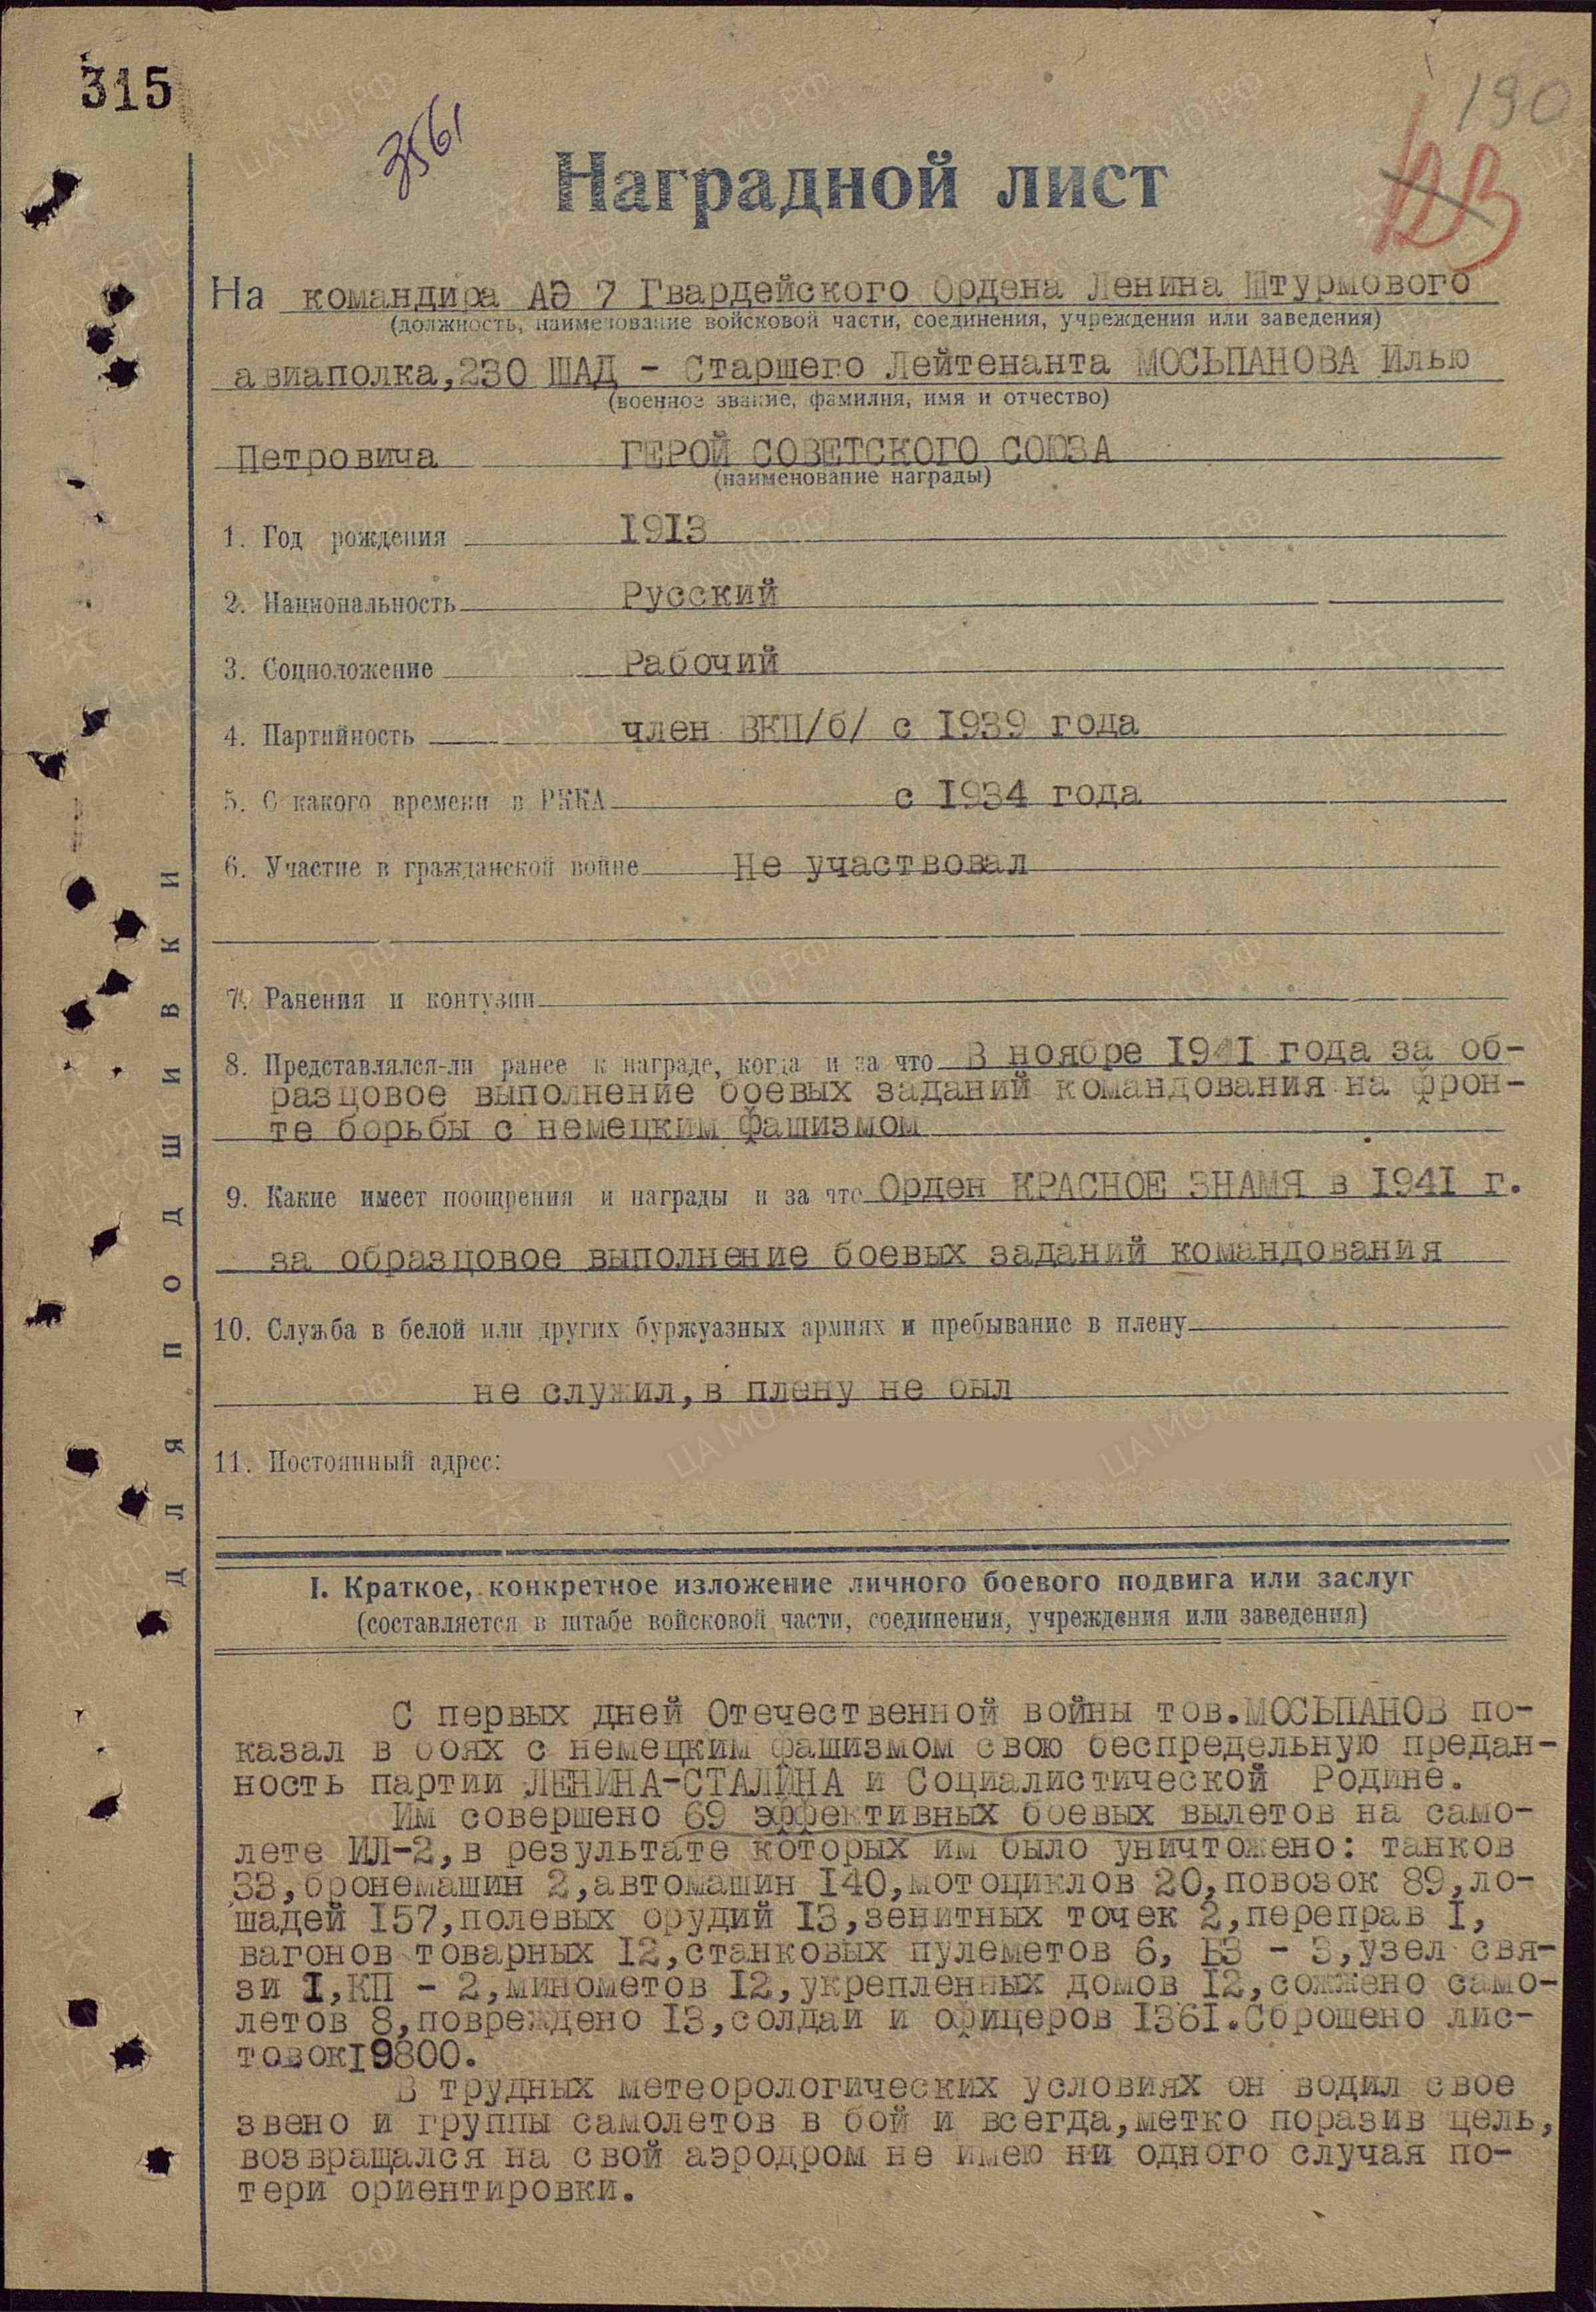 315
3561
190
Наградной лист
На командира АЭ 7 Гвардейского Ордена Ленина Штурмового
(должность, наименование войсковой части, соединения, учреждения или заведения)
авиаполка,230 ШАД - Старшего Лейтенанта МОСЬПАНОВА Илью
(военное звание, фамилия, имя и отчество)
Петровича ГЕРОЙ СОВЕТСКОГО СОЮЗА
(наименование награды)
1. Год рождения 1913
2. Национальность Русский
3. Соцположение Рабочий
4. Партийность член ВКП/б/ с 1939 года
5. С какого времени в РККА с 1934 года
6. Участие в гражданской войне Не участвовал
7. Ранения и контузии
8. Представлялся-ли ранее к награде, когда и за что В ноябре 1941 года за об-
разцовое выполнение боевых заданий командования на фрон-
те борьбы с немецким фашизмом
9. Какие имеет поощрения и награды и за что Орден КРАСНОЕ ЗНАМЯ в 1941 г.
за образцовое выполнение боевых заданий командования
10. Служба в белой или других буржуазных армиях и пребывание в плену
не служил,в плену не был
11. Постоянный адрес:
ДЛЯ ПОДШИВКИ
I. Краткое, конкретное изложение личного боевого подвига или заслуг
(составляется в штабе войсковой части, соединения, учреждения или заведения)
С первых дней Отечественной войны тов.МОСЬПАНОВ по-
казал в боях с немецким фашизмом свою беспредельную предан-
ность партии ЛЕНИНА-СТАЛИНА и Социалистической Родине.
Им совершено 69 эффективных боевых вылетов на само-
лете ИЛ-2,в результате которых им было уничтожено: танков
33,бронемашин 2,автомашин 140,мотоциклов 20,повозок 89,ло-
шадей 157,полевых орудий 13,зенитных точек 2,переправ 1,
вагонов товарных 12,станковых пулеметов 6, БЗ - 3,узел свя-
зи 1,КП - 2,минометов 12,укрепленных домов 12,сожжено само-
летов 8,повреждено 13,солдаи и офицеров 1361.Сброшено лис-
товок19800.
В трудных метеорологических условиях он водил свое
звено и группы самолетов в бой и всегда,метко поразив цель,
возвращался на свой аэродром не имею ни одного случая по-
тери ориентировки.